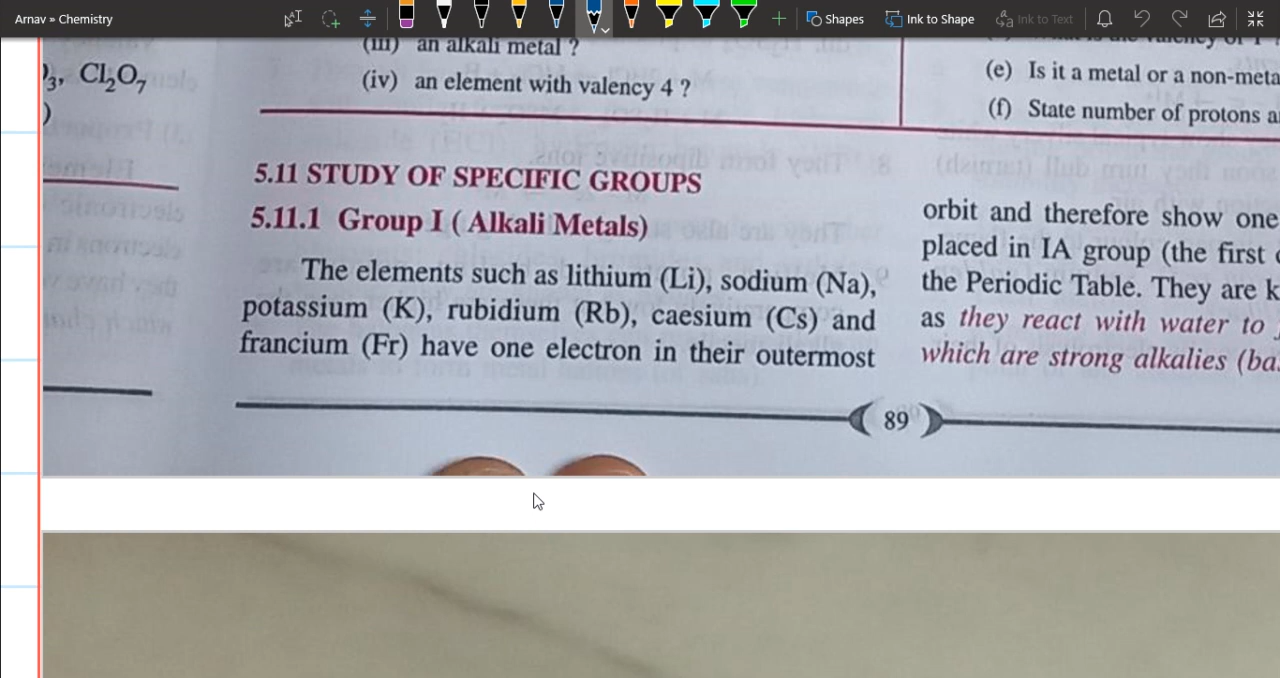 Arnav » Chemistry
Shapes
Ink to Shape
Ink to Text
3, Cl2O7
)
(iii) an alkali metal ?
(iv) an element with valency 4 ?
(e) Is it a metal or a non-meta
(f) State number of protons a
5.11 STUDY OF SPECIFIC GROUPS
5.11.1 Group I ( Alkali Metals)
The elements such as lithium (Li), sodium (Na),
potassium (K), rubidium (Rb), caesium (Cs) and
francium (Fr) have one electron in their outermost
orbit and therefore show one
placed in IA group (the first
the Periodic Table. They are k
as they react with water to
which are strong alkalies (ba
89